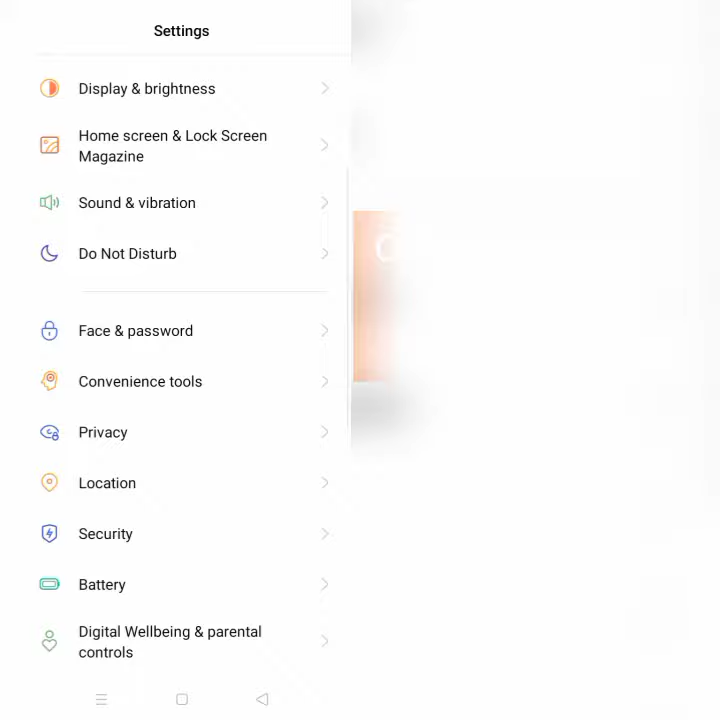 Settings
Display & brightness
Home screen & Lock Screen
Magazine
Sound & vibration
Do Not Disturb
Face & password
Convenience tools
Privacy
Location
Security
Battery
Digital Wellbeing & parental
controls